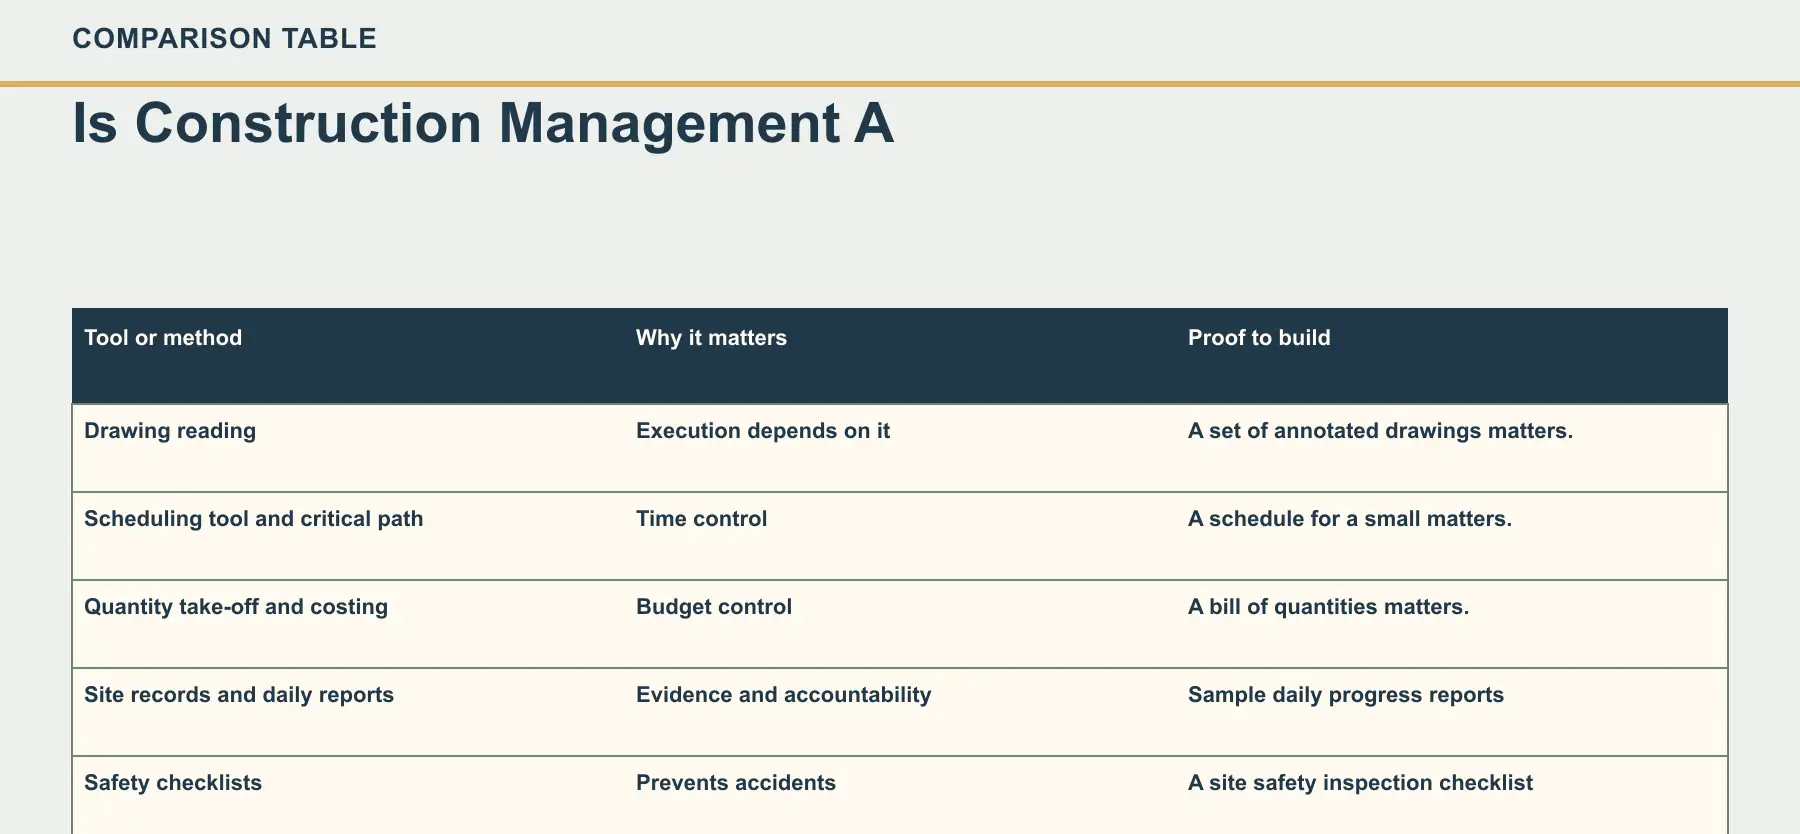 COMPARISON TABLE
Is Construction Management A
Tool or method Why it matters Proof to build
Drawing reading Execution depends on it A set of annotated drawings matters.
Scheduling tool and critical path Time control A schedule for a small matters.
Quantity take-off and costing Budget control A bill of quantities matters.
Site records and daily reports Evidence and accountability Sample daily progress reports
Safety checklists Prevents accidents A site safety inspection checklist